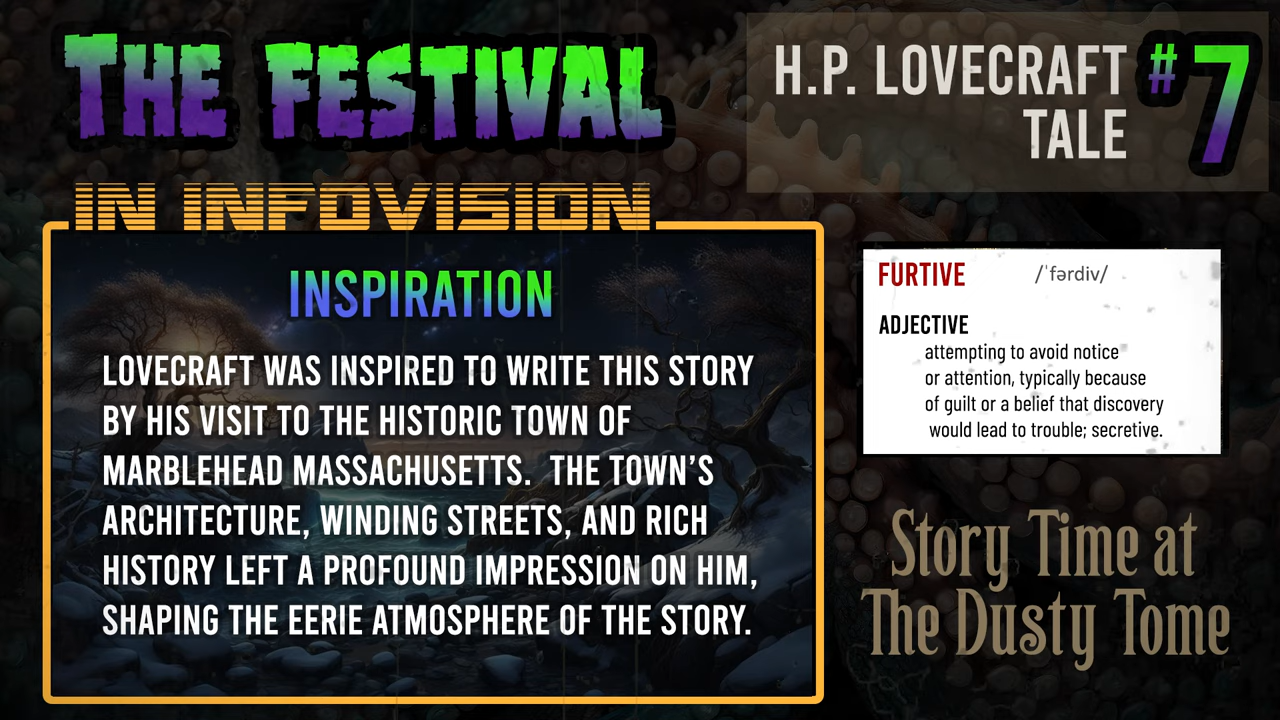 THE FESTIVAL
H.P. LOVECRAFT
TALE
#7
IN INFOVISION
INSPIRATION
LOVECRAFT WAS INSPIRED TO WRITE THIS STORY
BY HIS VISIT TO THE HISTORIC TOWN OF
MARBLEHEAD MASSACHUSETTS.  THE TOWN'S
ARCHITECTURE, WINDING STREETS, AND RICH
HISTORY LEFT A PROFOUND IMPRESSION ON HIM,
SHAPING THE EERIE ATMOSPHERE OF THE STORY.
FURTIVE /ˈfərdiv/
ADJECTIVE
attempting to avoid notice
or attention, typically because
of guilt or a belief that discovery
would lead to trouble; secretive.
Story Time at
The Dusty Tome